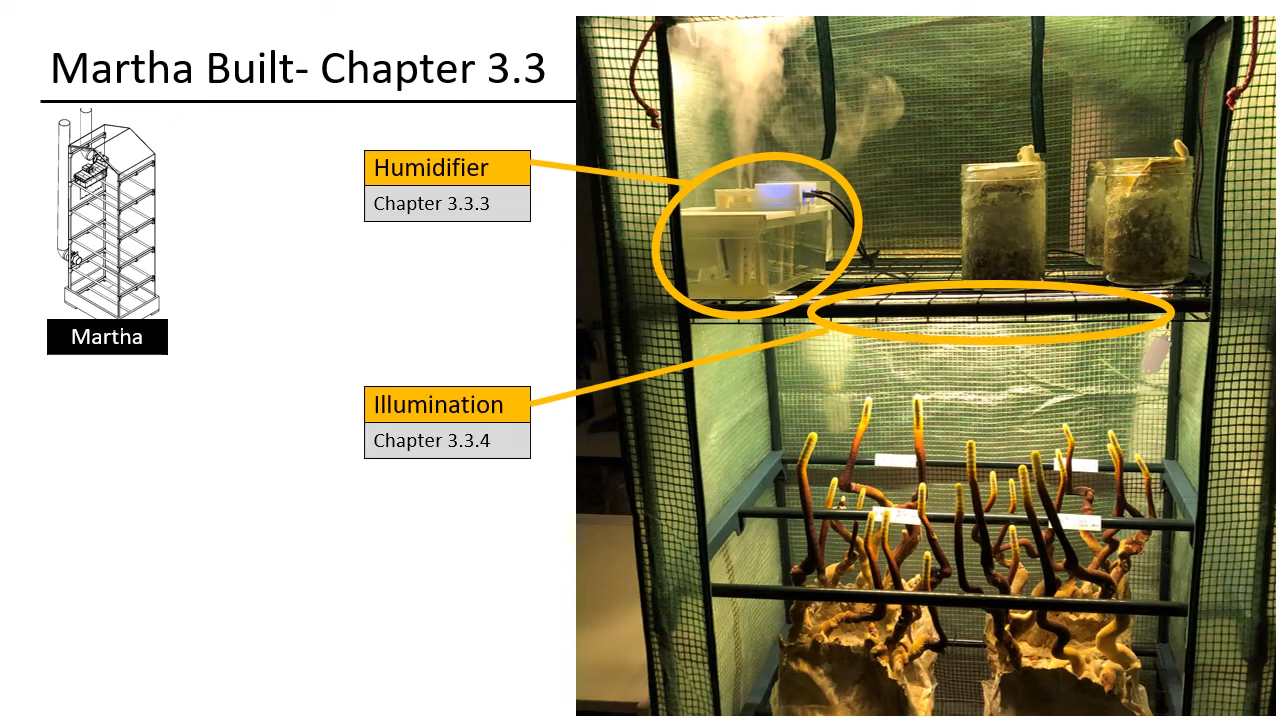 Martha Built- Chapter 3.3
Humidifier
Chapter 3.3.3
Martha
Illumination
Chapter 3.3.4